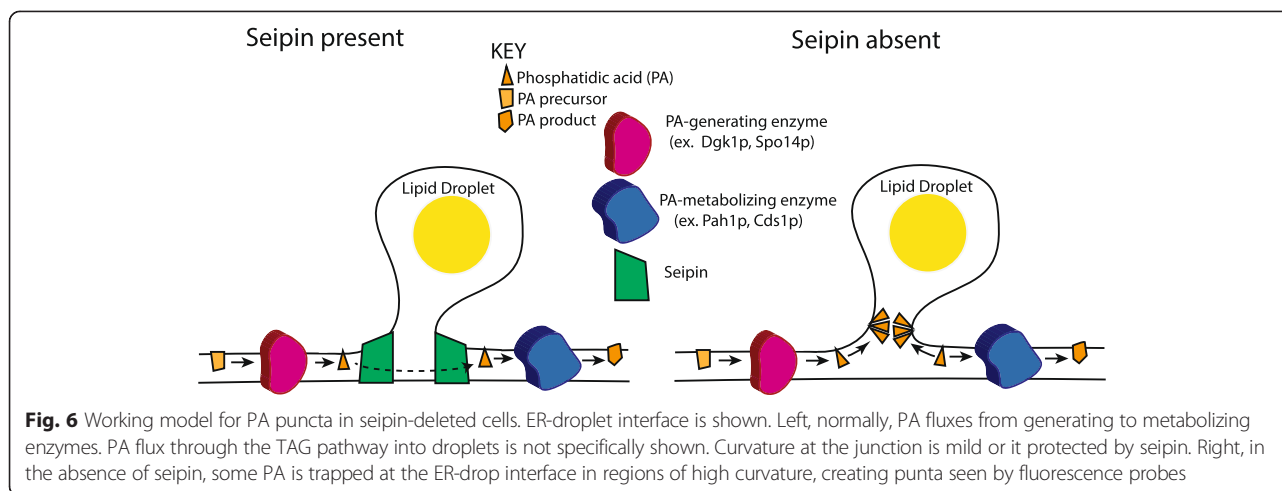 Seipin present
Seipin absent
KEY
Phosphatidic acid (PA)
PA precursor
PA product
PA-generating enzyme
(ex. Dgk1p, Spo14p)
PA-metabolizing enzyme
(ex. Pah1p, Cds1p)
Seipin
Lipid Droplet
Lipid Droplet
Fig. 6 Working model for PA puncta in seipin-deleted cells. ER-droplet interface is shown. Left, normally, PA fluxes from generating to metabolizing
enzymes. PA flux through the TAG pathway into droplets is not specifically shown. Curvature at the junction is mild or it protected by seipin. Right, in
the absence of seipin, some PA is trapped at the ER-drop interface in regions of high curvature, creating punta seen by fluorescence probes